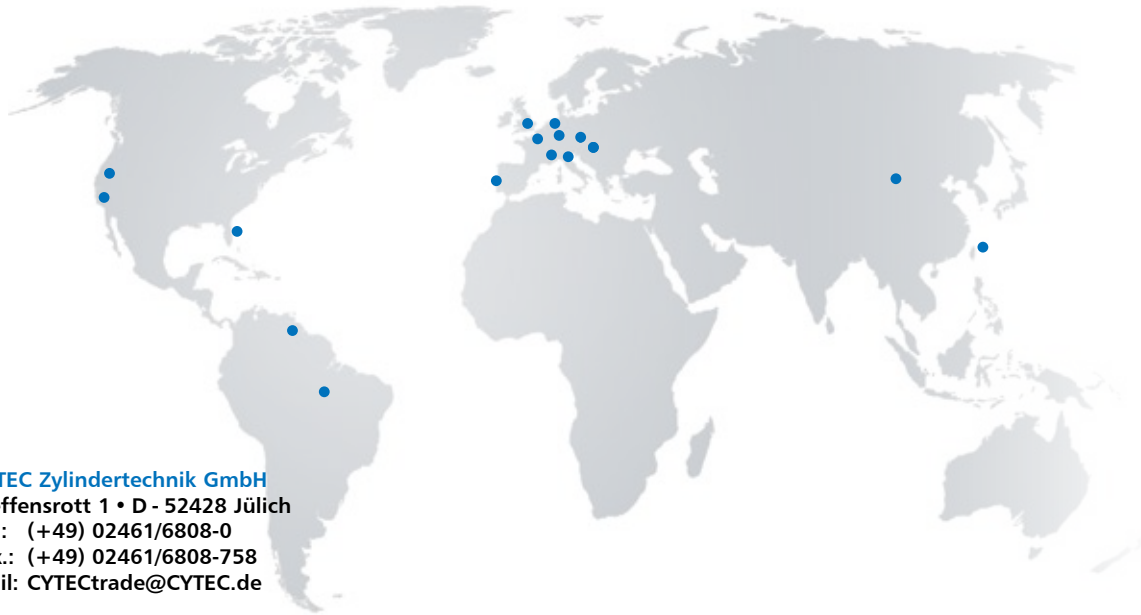 TEC Zylindertechnik GmbH
ffensrott 1 • D - 52428 Jülich
.: (+49) 02461/6808-0
x.: (+49) 02461/6808-758
il: CYTECtrade@CYTEC.de